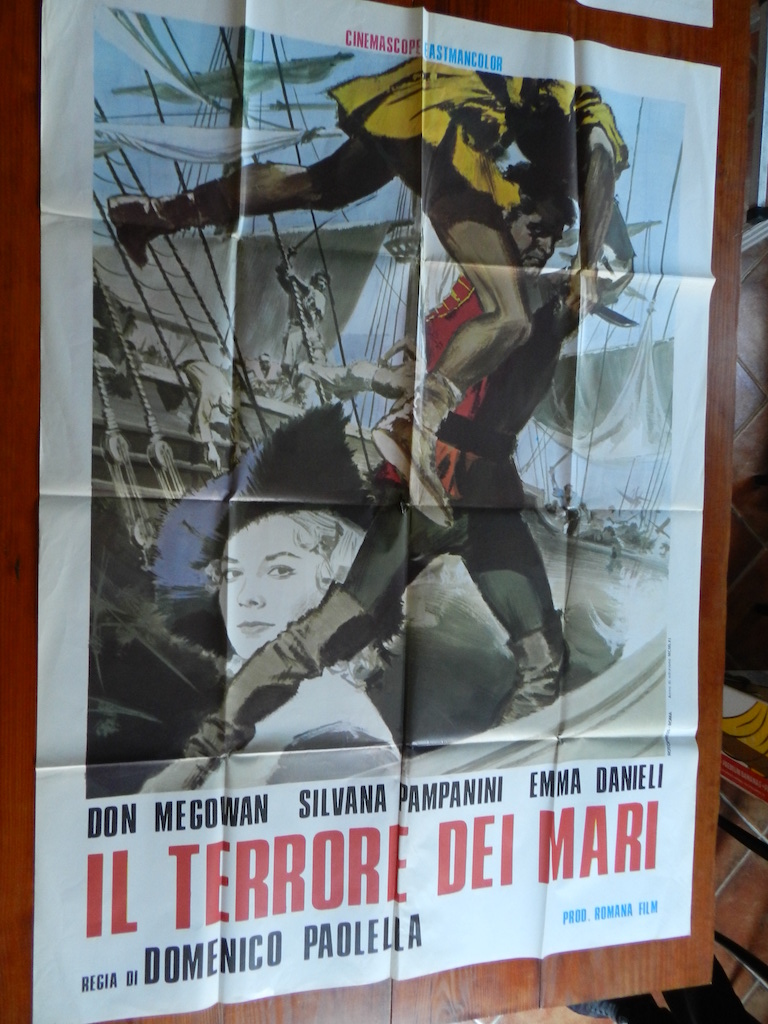 CINEMASCOPE EASTMANCOLOR
DON MEGOWAN SILVANA PAMPANINI EMMA DANIELI
IL TERRORE DEI MARI
REGIA DI DOMENICO PAOLELLA
PROD. ROMANA FILM